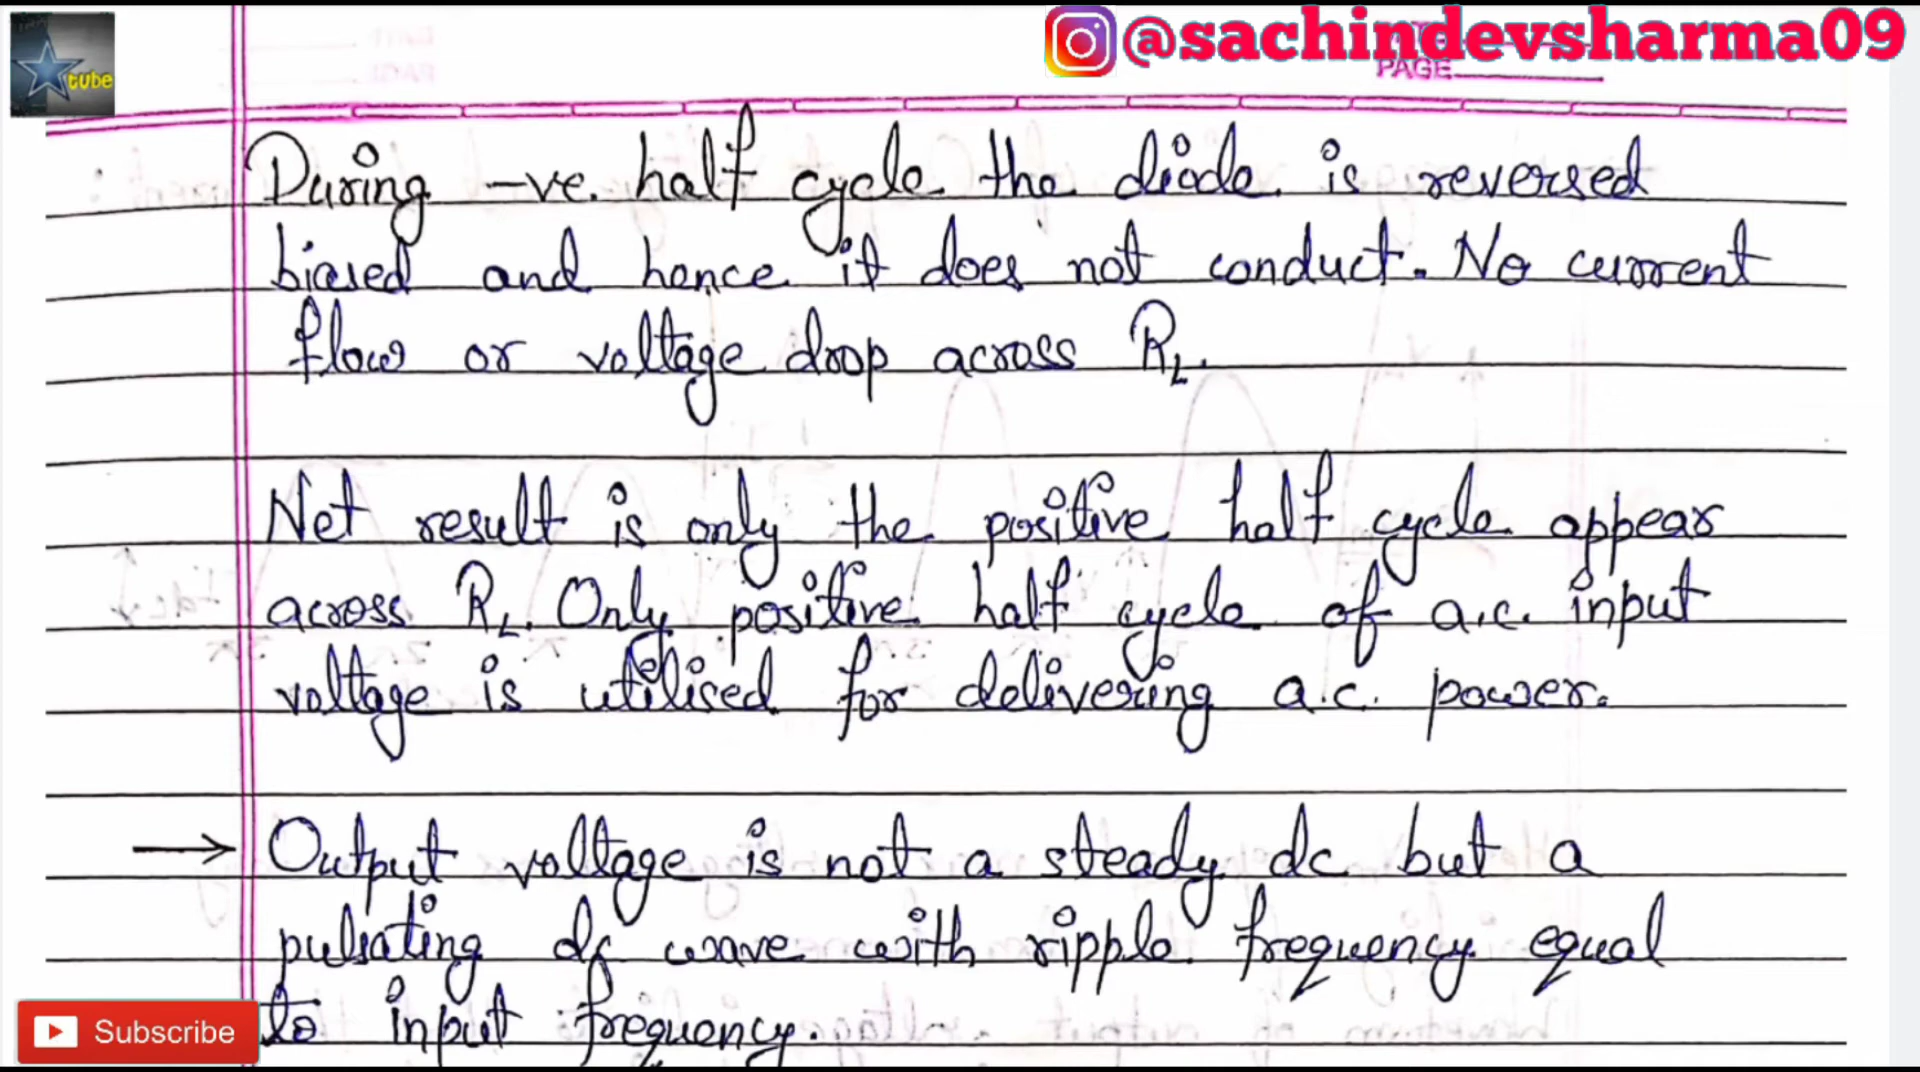 tube
@sachindevsharma09
PAGE
During -ve. half cycle the diode is reversed
biased and hence it does not conduct. No current
flow or voltage drop across RL.
Net result is only the positive half cycle appear
across RL. Only positive half cycle of a.c. input
voltage is utilised for delivering a.c. power.
→ Output voltage is not a steady dc but a
pulsating dc wave with ripple frequency equal
to input frequency.
Subscribe